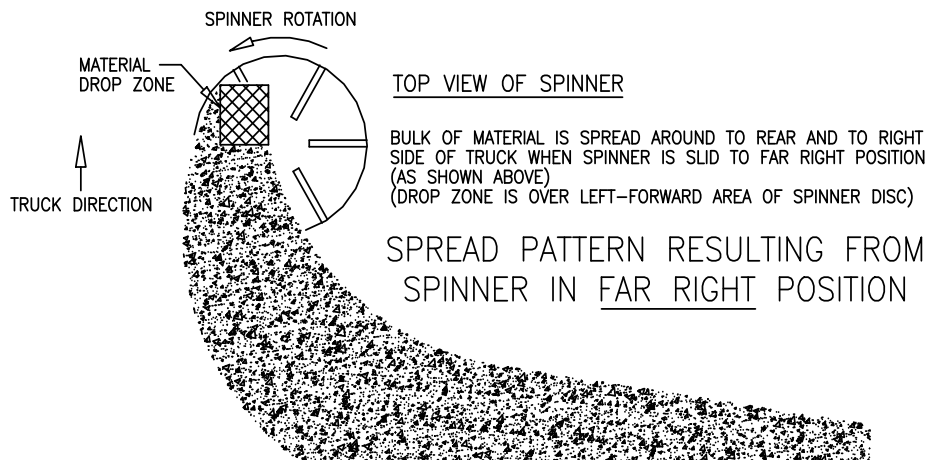 SPINNER ROTATION
MATERIAL
DROP ZONE
TRUCK DIRECTION
TOP VIEW OF SPINNER
BULK OF MATERIAL IS SPREAD AROUND TO REAR AND TO RIGHT
SIDE OF TRUCK WHEN SPINNER IS SLID TO FAR RIGHT POSITION
(AS SHOWN ABOVE)
(DROP ZONE IS OVER LEFT-FORWARD AREA OF SPINNER DISC)
SPREAD PATTERN RESULTING FROM
SPINNER IN FAR RIGHT POSITION